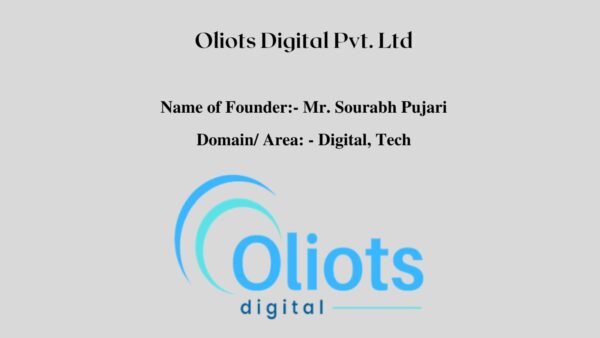 Oliots Digital Pvt. Ltd
Name of Founder:- Mr. Sourabh Pujari
Domain/ Area: - Digital, Tech
Oliots
digital